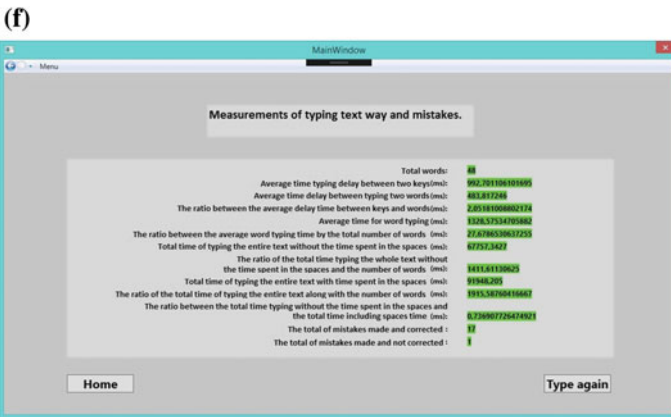 (f)
MainWindow
Menu
Measurements of typing text way and mistakes.
Total words: 48
Average time typing delay between two keys(ms): 992,701106101695
Average time delay between typing two words(ms): 483,817246
The ratio between the average delay time between keys and words(ms): 2,05181000802174
Average time for word typing (ms): 1328,57534705882
The ratio between the average word typing time by the total number of words (ms): 27,6786530637255
Total time of typing the entire text without the time spent in the spaces (ms): 67757,3427
The ratio of the total time typing the whole text without
the time spent in the spaces and the number of words (ms): 1411,61130625
Total time of typing the entire text with time spent in the spaces (ms): 91948,205
The ratio of the total time of typing the entire text along with the number of words (ms): 1915,58760416667
The ratio between the total time typing without the time spent in the spaces and
the total time including spaces time (ms): 0,736907726474921
The total of mistakes made and corrected : 17
The total of mistakes made and not corrected : 1
Home
Type again